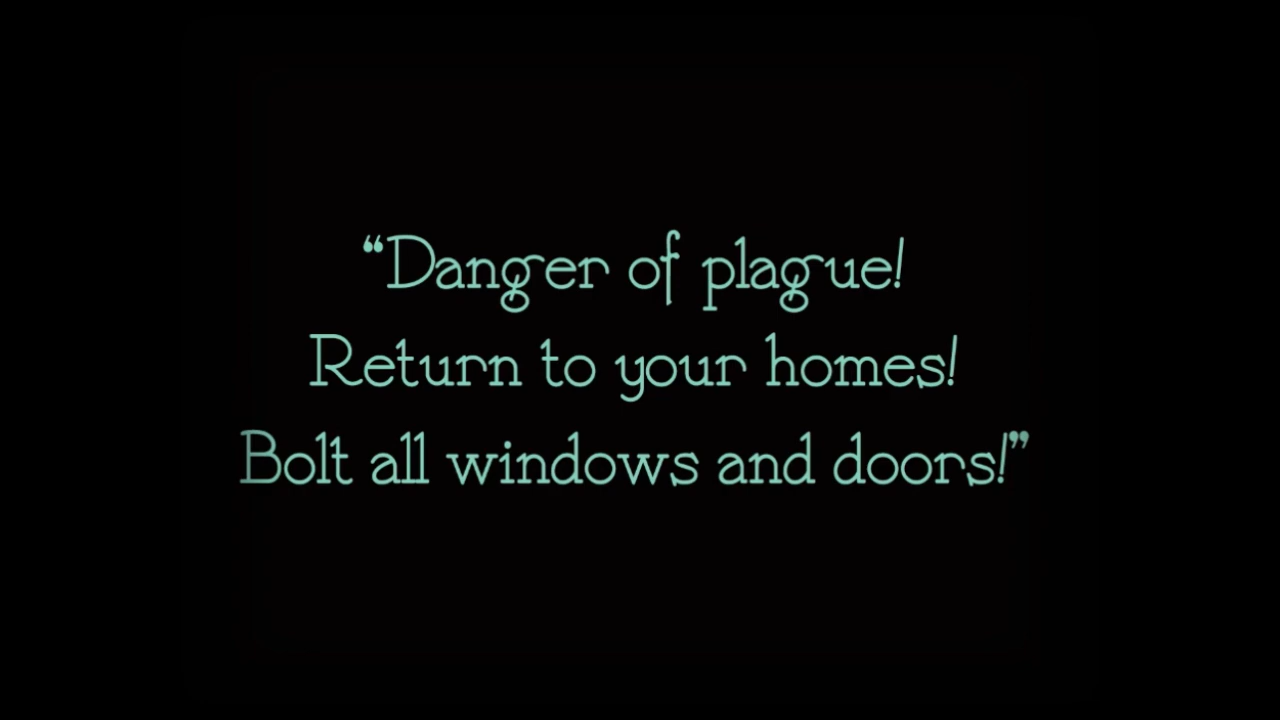 “Danger of plague!
Return to your homes!
Bolt all windows and doors!”